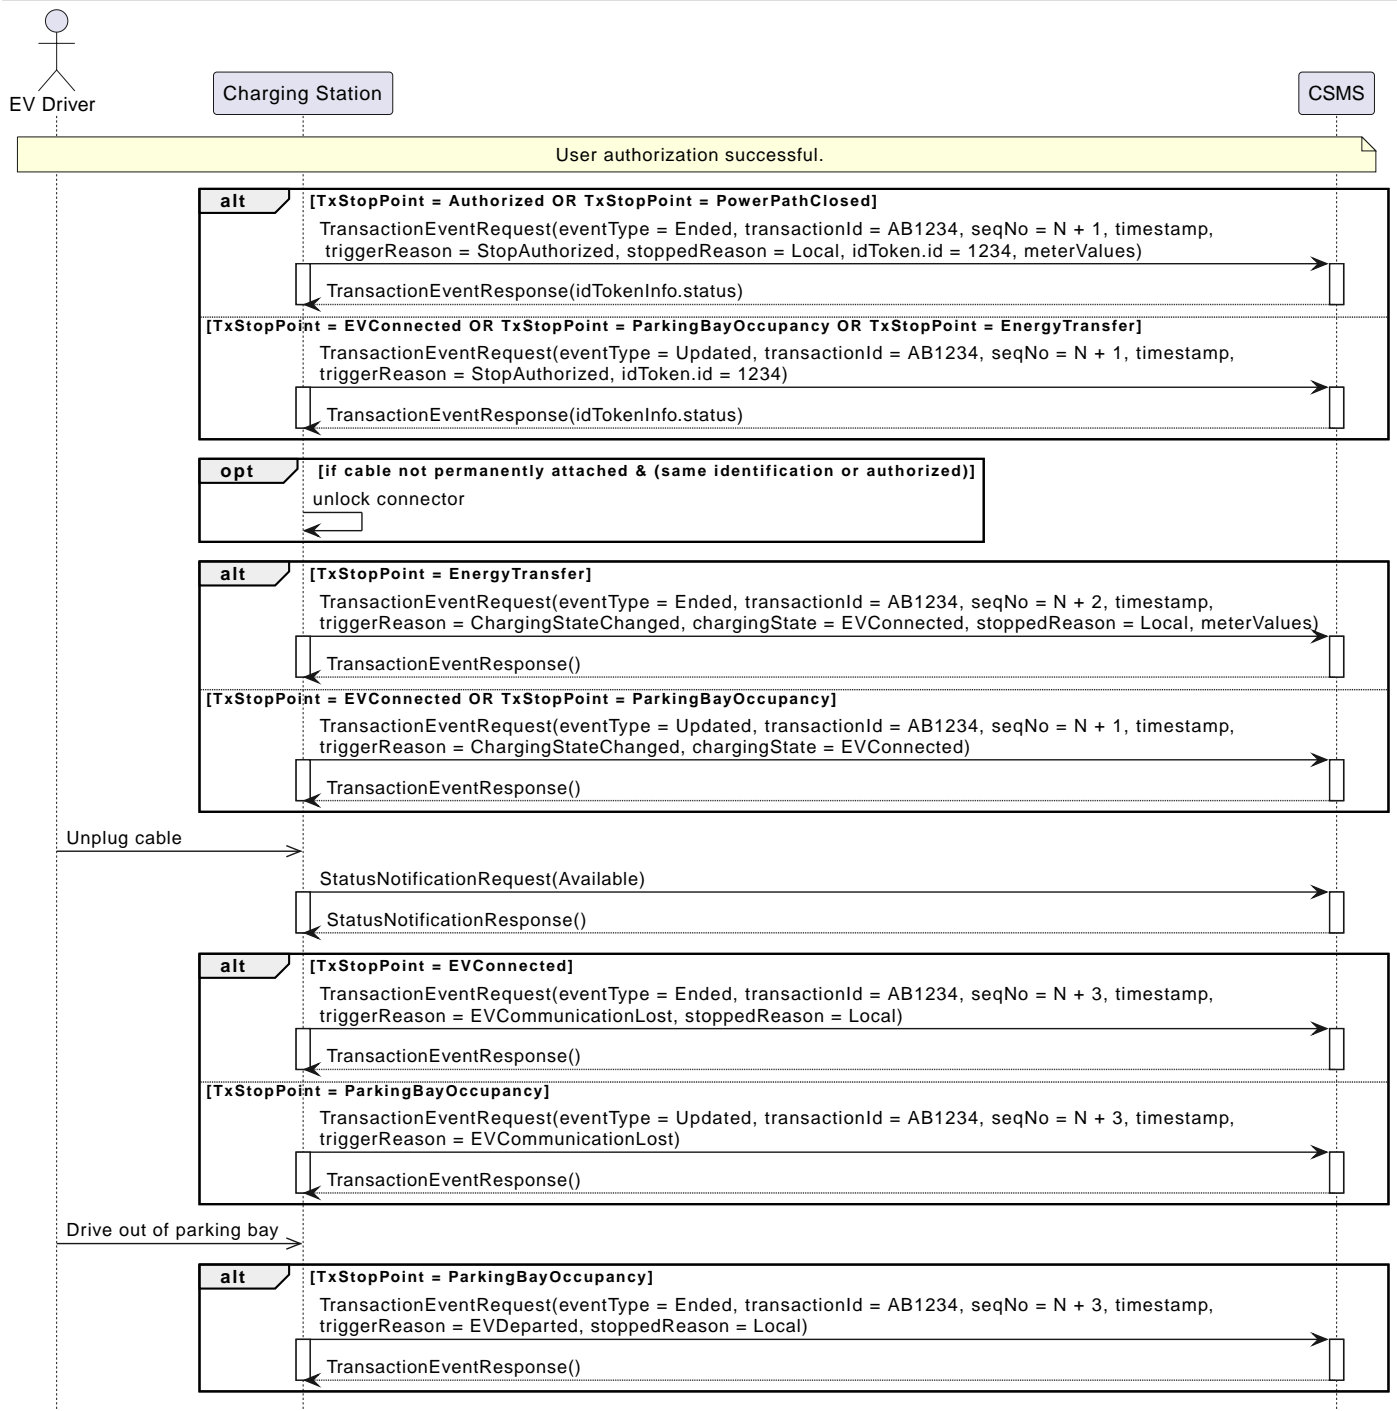 EV Driver
Charging Station
CSMS
User authorization successful.
alt
[TxStopPoint = Authorized OR TxStopPoint = PowerPathClosed]
TransactionEventRequest(eventType = Ended, transactionId = AB1234, seqNo = N + 1, timestamp,
triggerReason = StopAuthorized, stoppedReason = Local, idToken.id = 1234, meterValues)
TransactionEventResponse(idTokenInfo.status)
[TxStopPoint = EVConnected OR TxStopPoint = ParkingBayOccupancy OR TxStopPoint = EnergyTransfer]
TransactionEventRequest(eventType = Updated, transactionId = AB1234, seqNo = N + 1, timestamp,
triggerReason = StopAuthorized, idToken.id = 1234)
TransactionEventResponse(idTokenInfo.status)
opt
[if cable not permanently attached & (same identification or authorized)]
unlock connector
alt
[TxStopPoint = EnergyTransfer]
TransactionEventRequest(eventType = Ended, transactionId = AB1234, seqNo = N + 2, timestamp,
triggerReason = ChargingStateChanged, chargingState = EVConnected, stoppedReason = Local, meterValues)
TransactionEventResponse()
[TxStopPoint = EVConnected OR TxStopPoint = ParkingBayOccupancy]
TransactionEventRequest(eventType = Updated, transactionId = AB1234, seqNo = N + 1, timestamp,
triggerReason = ChargingStateChanged, chargingState = EVConnected)
TransactionEventResponse()
Unplug cable
StatusNotificationRequest(Available)
StatusNotificationResponse()
alt
[TxStopPoint = EVConnected]
TransactionEventRequest(eventType = Ended, transactionId = AB1234, seqNo = N + 3, timestamp,
triggerReason = EVCommunicationLost, stoppedReason = Local)
TransactionEventResponse()
[TxStopPoint = ParkingBayOccupancy]
TransactionEventRequest(eventType = Updated, transactionId = AB1234, seqNo = N + 3, timestamp,
triggerReason = EVCommunicationLost)
TransactionEventResponse()
Drive out of parking bay
alt
[TxStopPoint = ParkingBayOccupancy]
TransactionEventRequest(eventType = Ended, transactionId = AB1234, seqNo = N + 3, timestamp,
triggerReason = EVDeparted, stoppedReason = Local)
TransactionEventResponse()